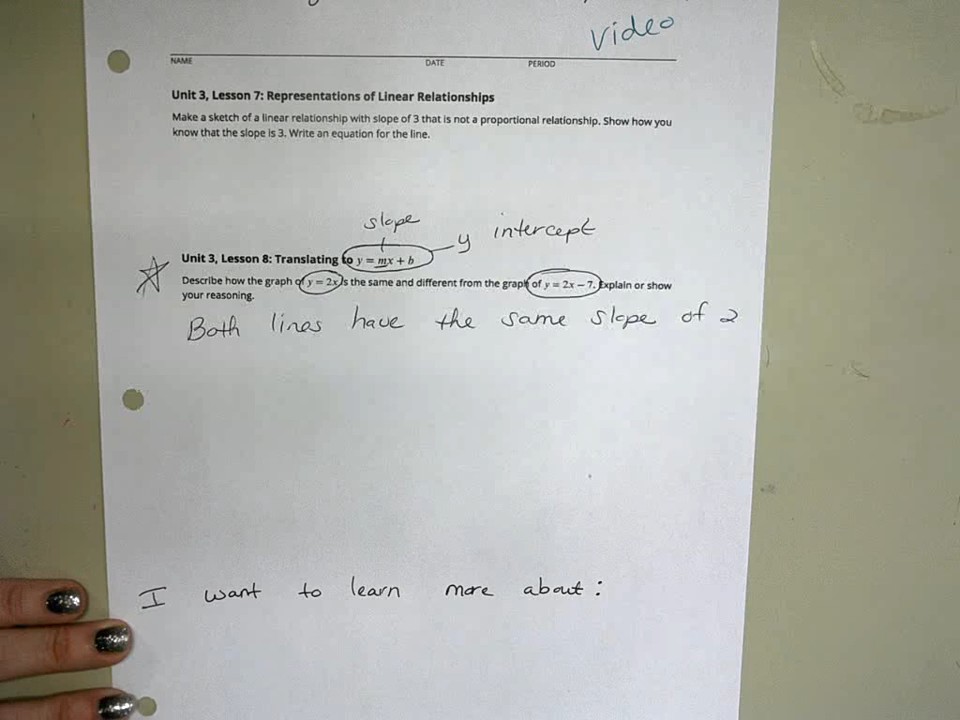 video
NAME DATE PERIOD
Unit 3, Lesson 7: Representations of Linear Relationships
Make a sketch of a linear relationship with slope of 3 that is not a proportional relationship. Show how you
know that the slope is 3. Write an equation for the line.
slope
y intercept
Unit 3, Lesson 8: Translating to y = mx + b
Describe how the graph of y = 2x is the same and different from the graph of y = 2x − 7. Explain or show
your reasoning.
Both lines have the same slope of 2
I want to learn more about: